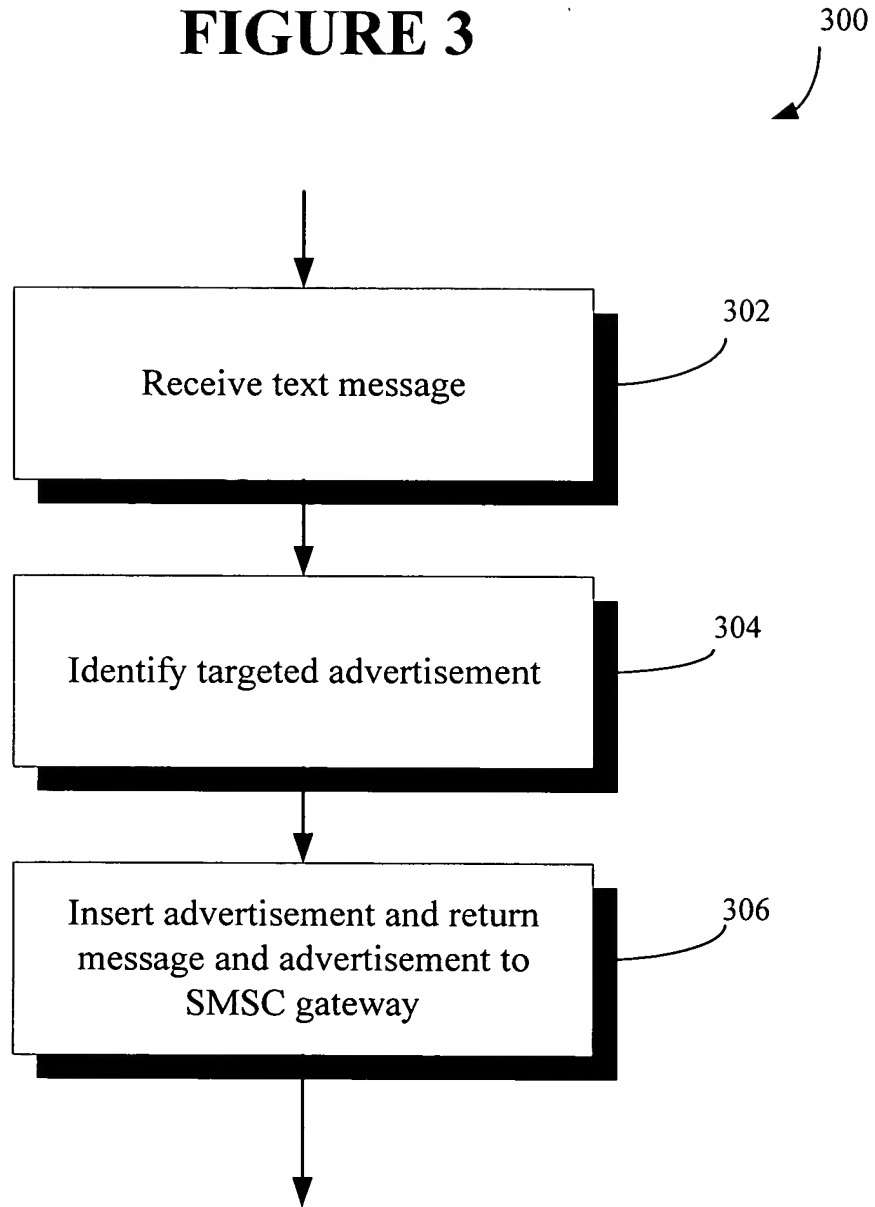 FIGURE 3
300
302
Receive text message
304
Identify targeted advertisement
306
Insert advertisement and return
message and advertisement to
SMSC gateway